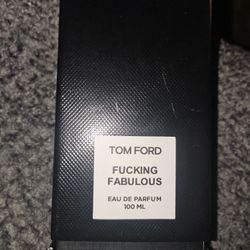 TOM FORD
FUCKING
FABULOUS
EAU DE PARFUM
100 ML